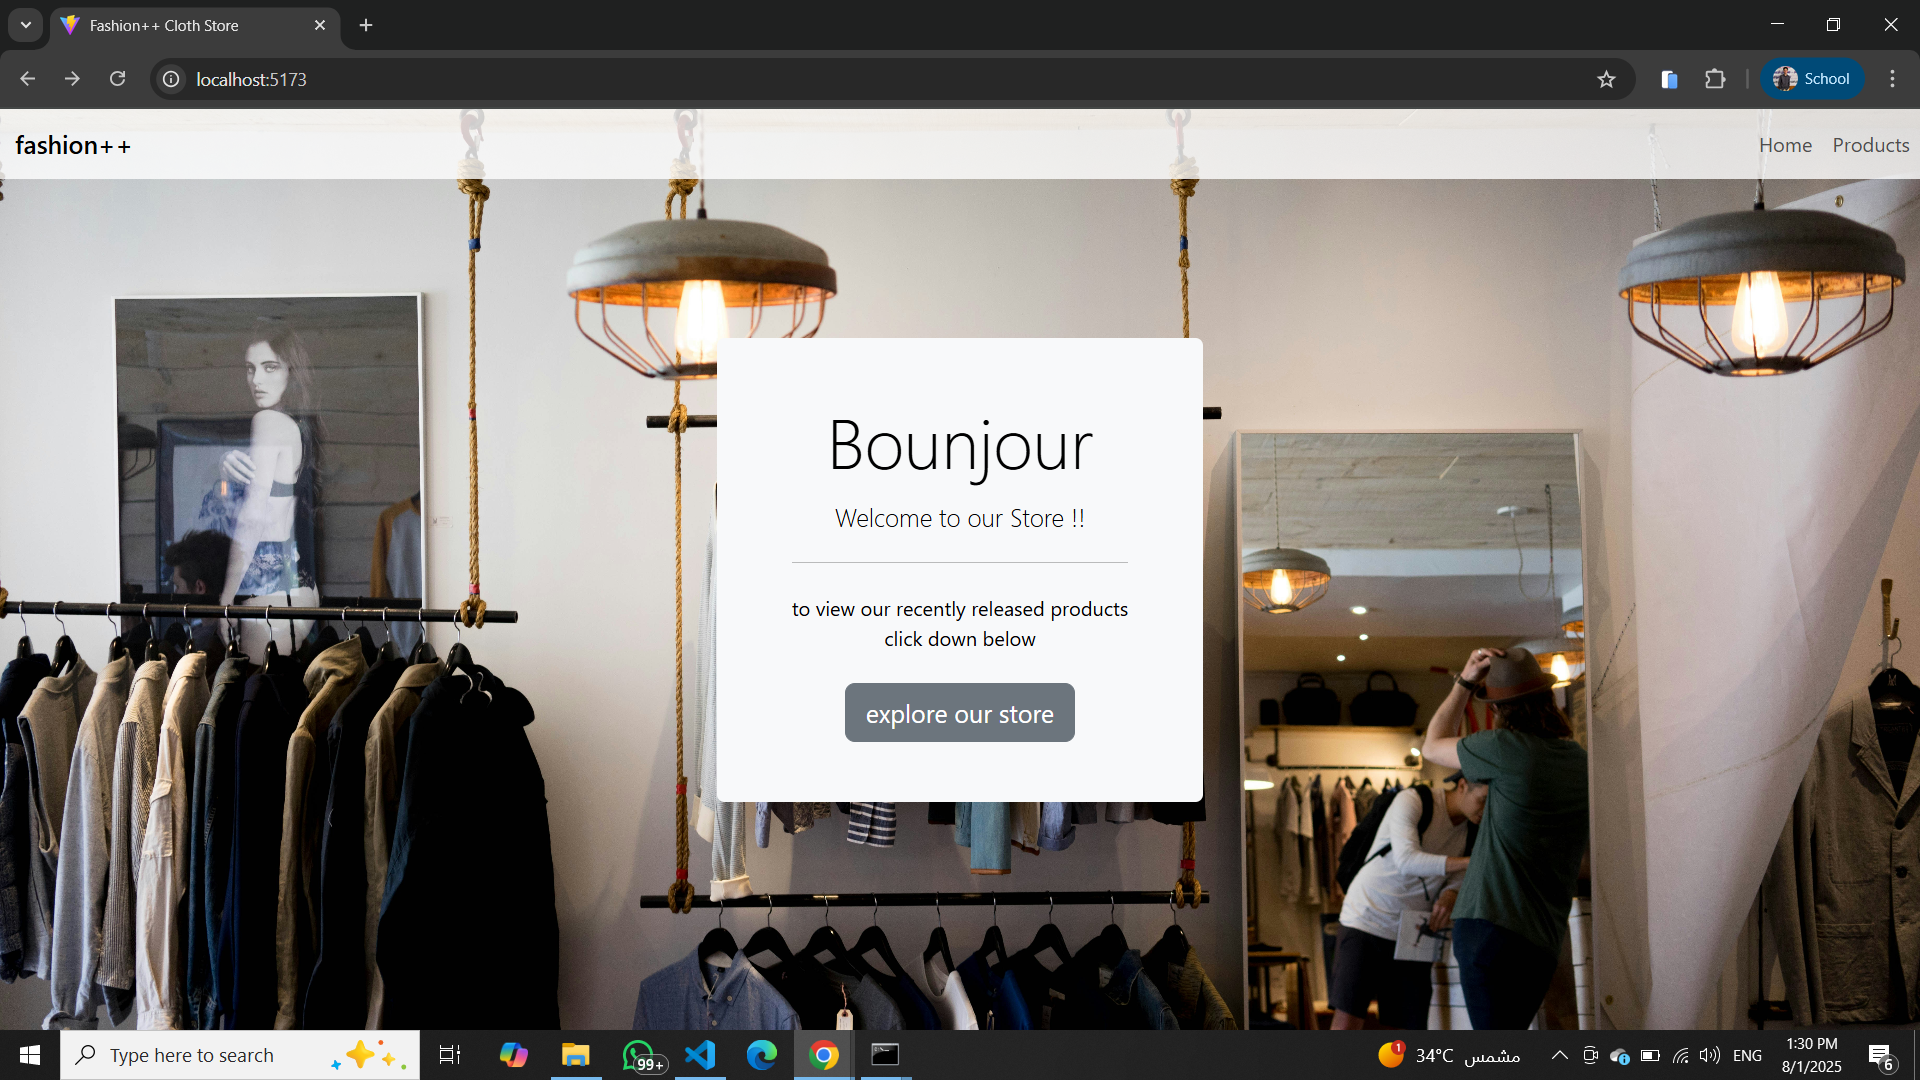 Fashion++ Cloth Store
localhost:5173
School
fashion++
Home Products
Bounjour
Welcome to our Store !!
to view our recently released products
click down below
explore our store
Type here to search
99+
1
34°C مشمس
ENG
1:30 PM
8/1/2025
6